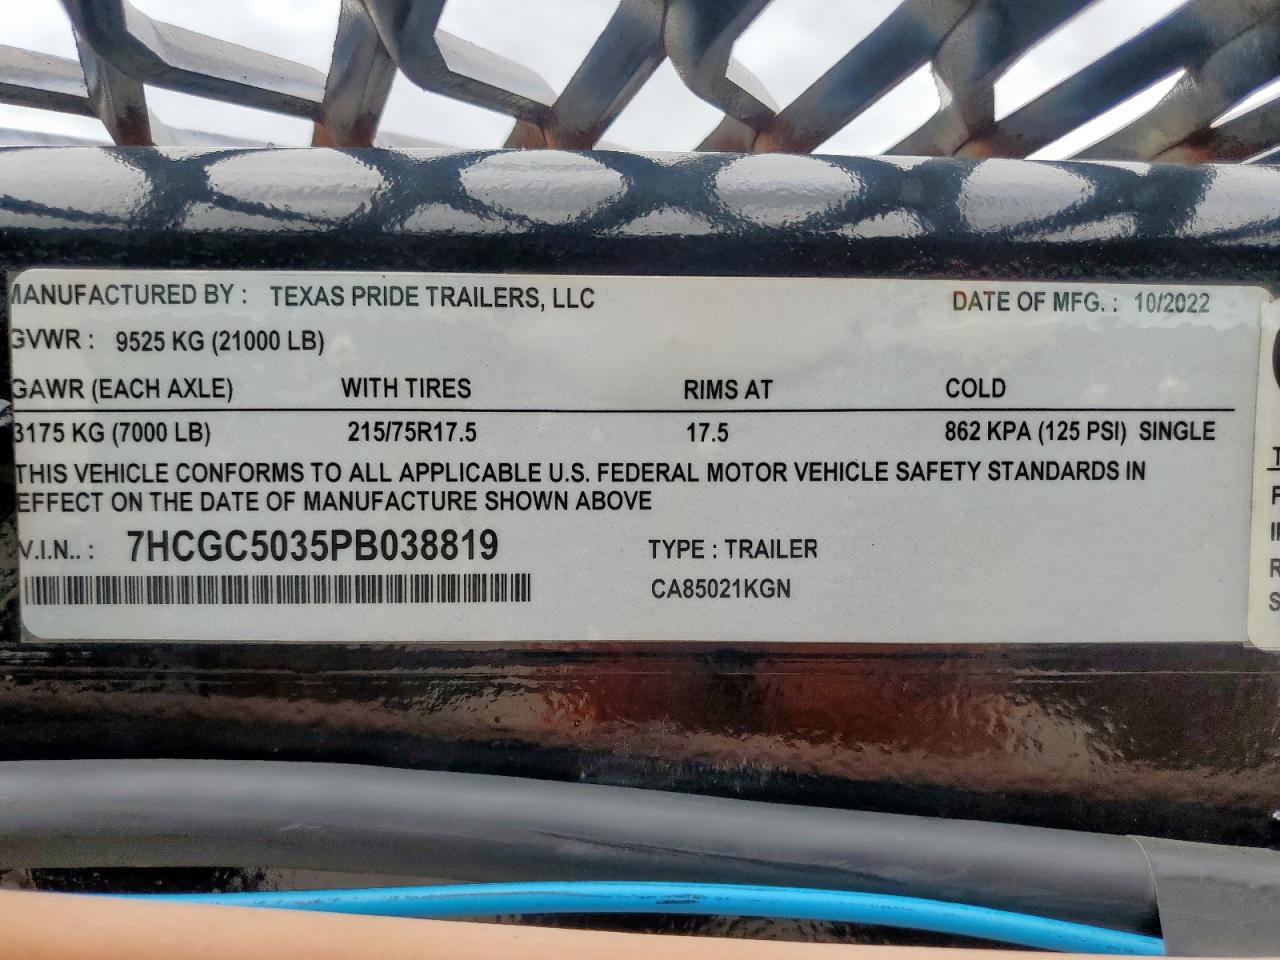 MANUFACTURED BY : TEXAS PRIDE TRAILERS, LLC DATE OF MFG. : 10/2022
GVWR : 9525 KG (21000 LB)
GAWR (EACH AXLE) WITH TIRES RIMS AT COLD
3175 KG (7000 LB) 215/75R17.5 17.5 862 KPA (125 PSI) SINGLE
THIS VEHICLE CONFORMS TO ALL APPLICABLE U.S. FEDERAL MOTOR VEHICLE SAFETY STANDARDS IN
EFFECT ON THE DATE OF MANUFACTURE SHOWN ABOVE
V.I.N.. : 7HCGC5035PB038819 TYPE : TRAILER
CA85021KGN